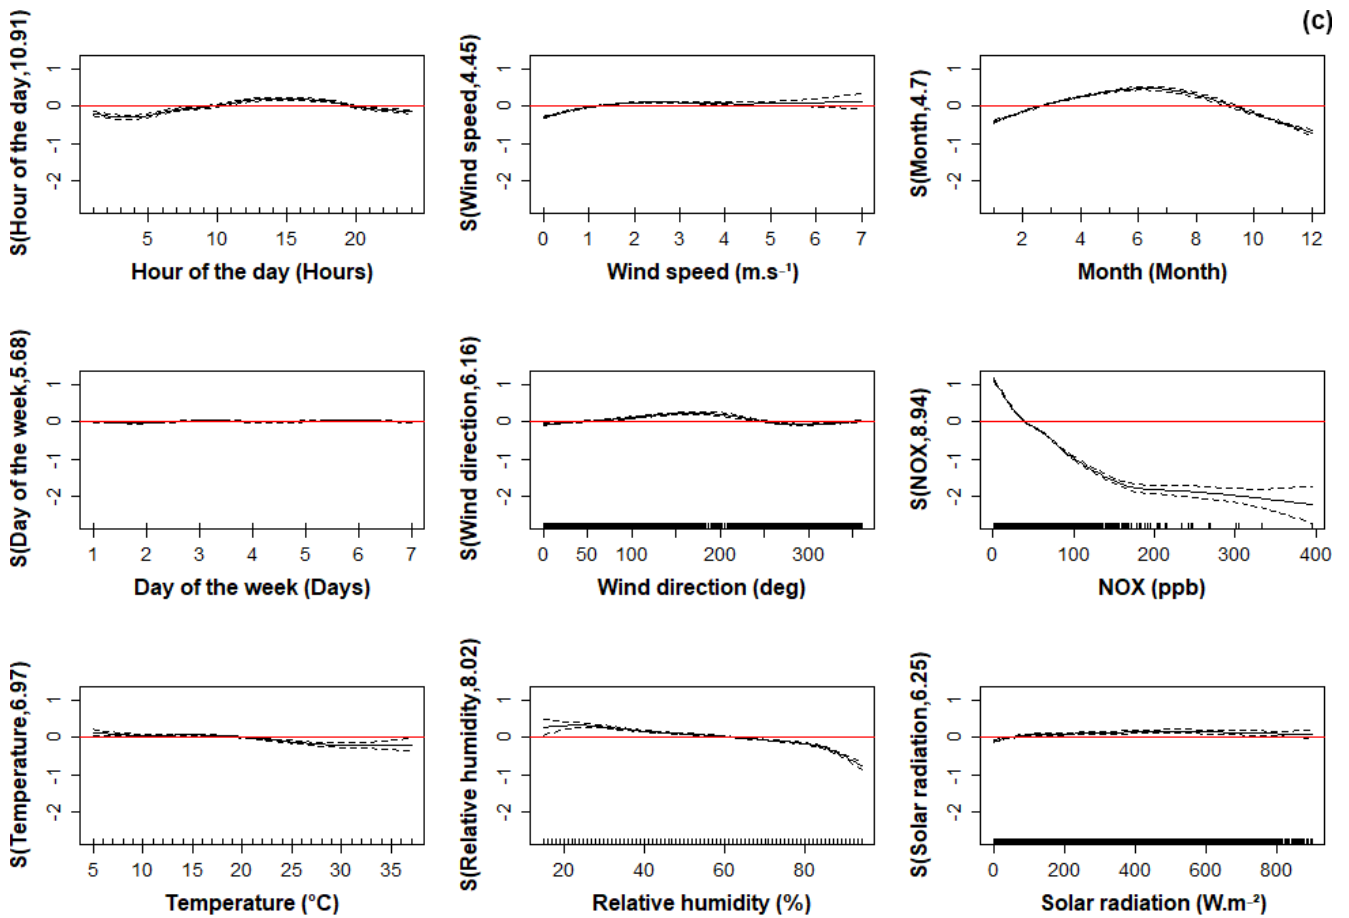 (c)
S(Hour of the day,10.91)
1
0
-1
-2
5 10 15 20
Hour of the day (Hours)
S(Wind speed,4.45)
1
0
-1
-2
0 1 2 3 4 5 6 7
Wind speed (m.s⁻¹)
S(Month,4.7)
1
0
-1
-2
2 4 6 8 10 12
Month (Month)
S(Day of the week,5.68)
1
0
-1
-2
1 2 3 4 5 6 7
Day of the week (Days)
S(Wind direction,6.16)
1
0
-1
-2
0 50 100 200 300
Wind direction (deg)
S(NOX,8.94)
1
0
-1
-2
0 100 200 300 400
NOX (ppb)
S(Temperature,6.97)
1
0
-1
-2
5 10 15 20 25 30 35
Temperature (°C)
S(Relative humidity,8.02)
1
0
-1
-2
20 40 60 80
Relative humidity (%)
S(Solar radiation,6.25)
1
0
-1
-2
0 200 400 600 800
Solar radiation (W.m⁻²)